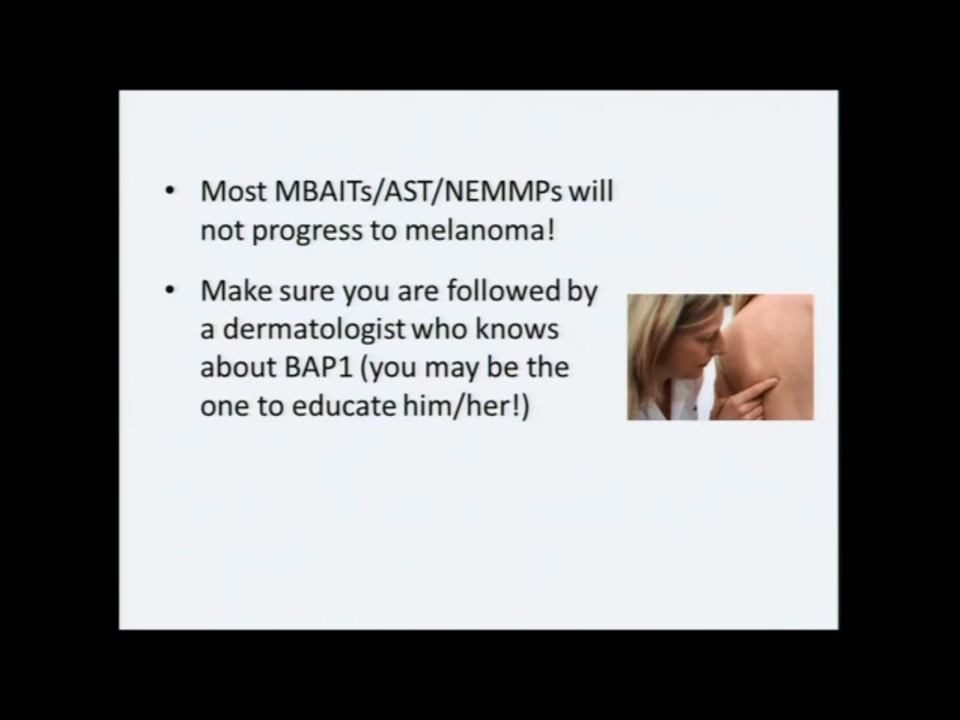 • Most MBAITs/AST/NEMMPs will
not progress to melanoma!
• Make sure you are followed by
a dermatologist who knows
about BAP1 (you may be the
one to educate him/her!)